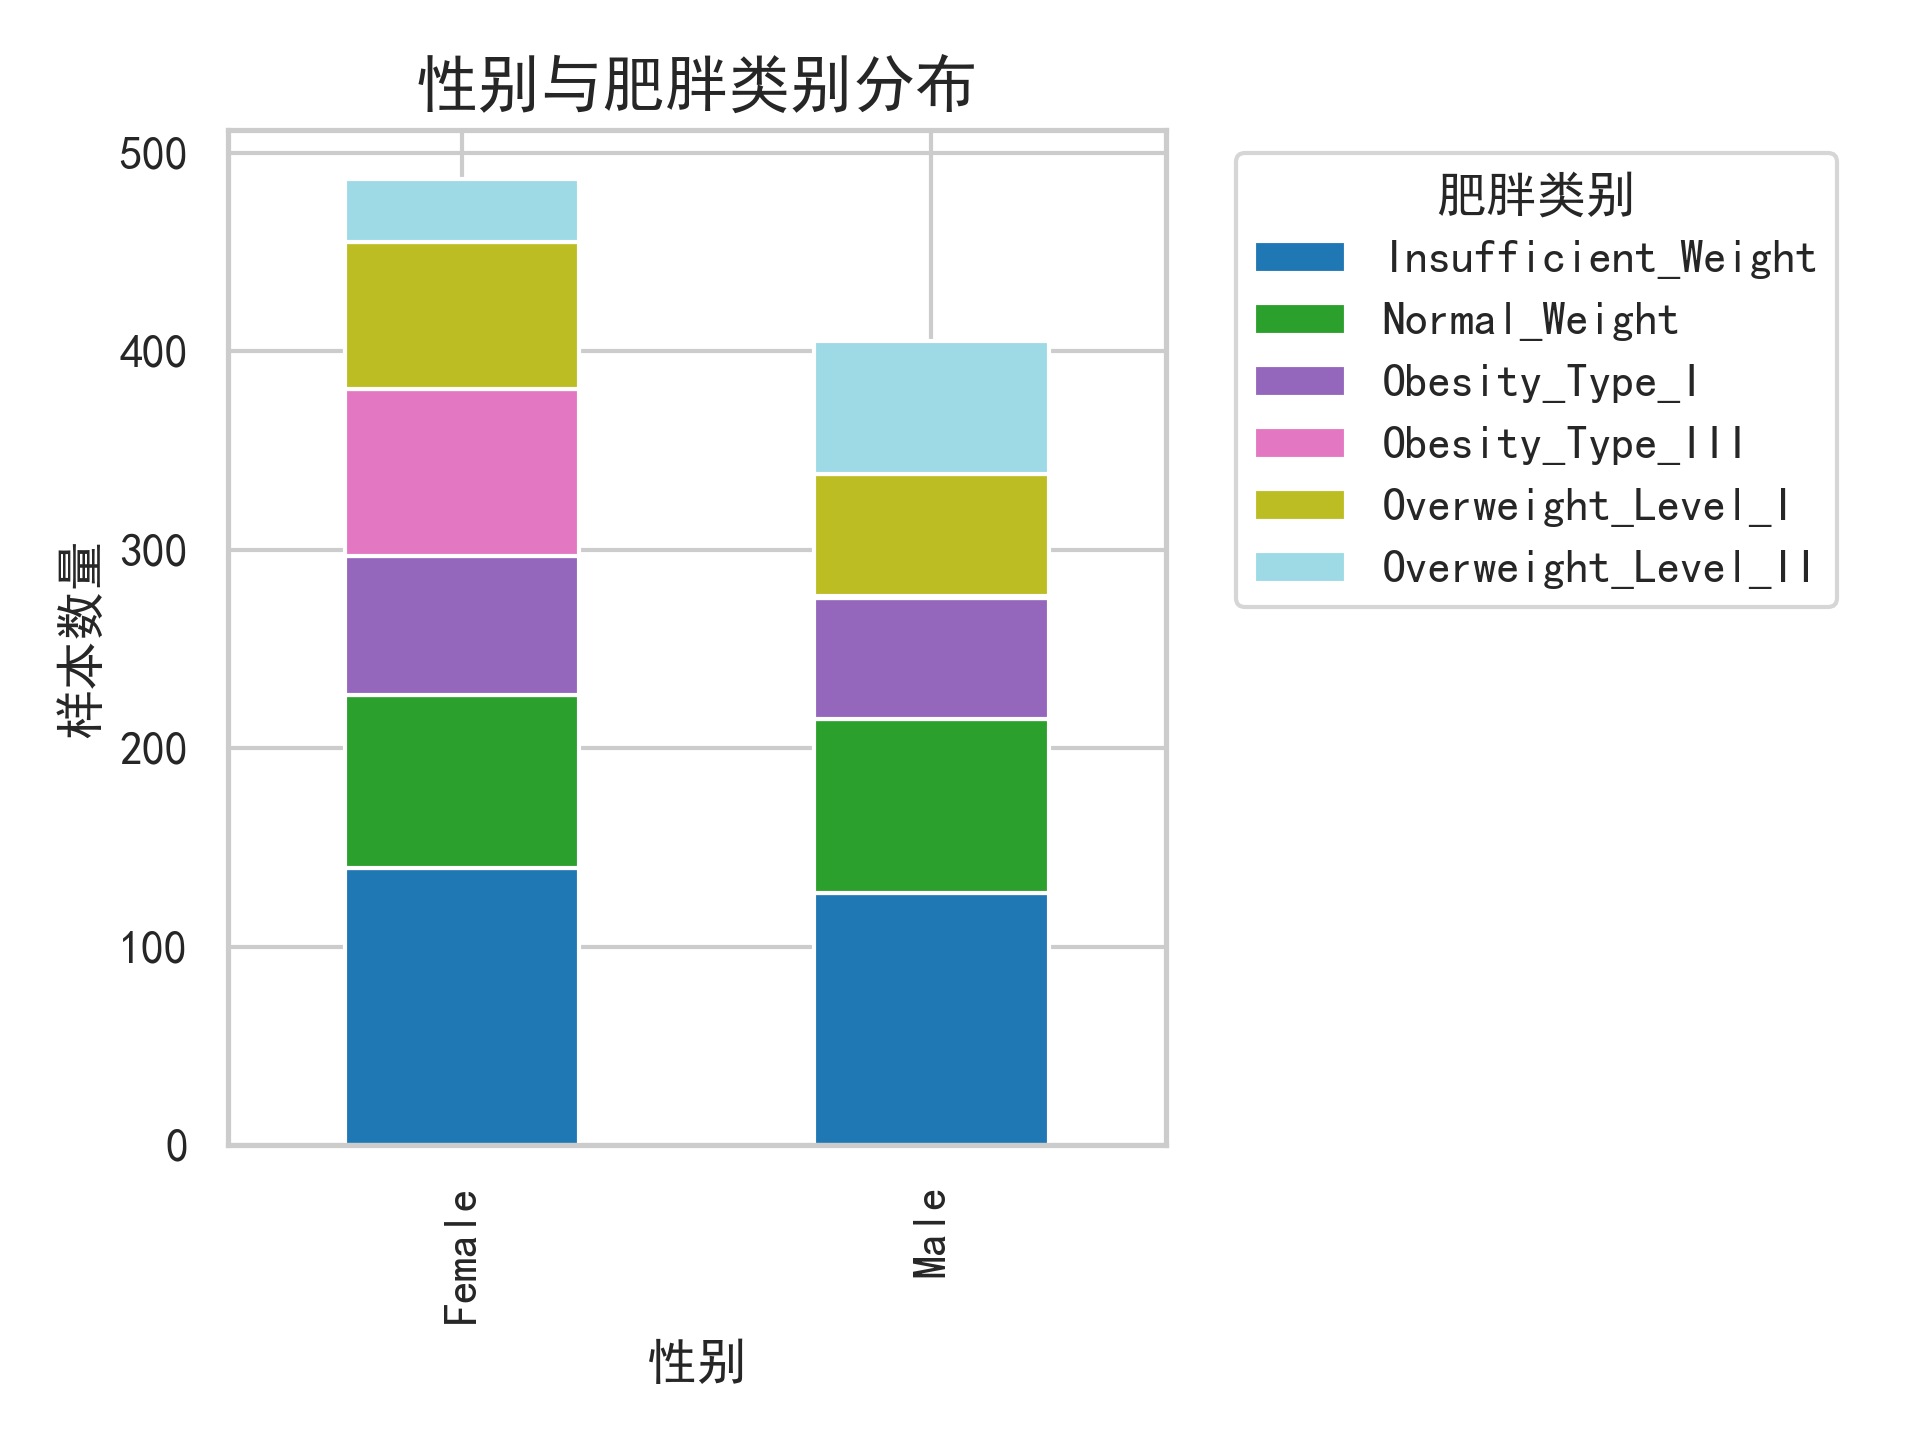 性别与肥胖类别分布
500
400
300
200
100
0
样本数量
Female
Male
性别
肥胖类别
Insufficient_Weight
Normal_Weight
Obesity_Type_I
Obesity_Type_III
Overweight_Level_I
Overweight_Level_II